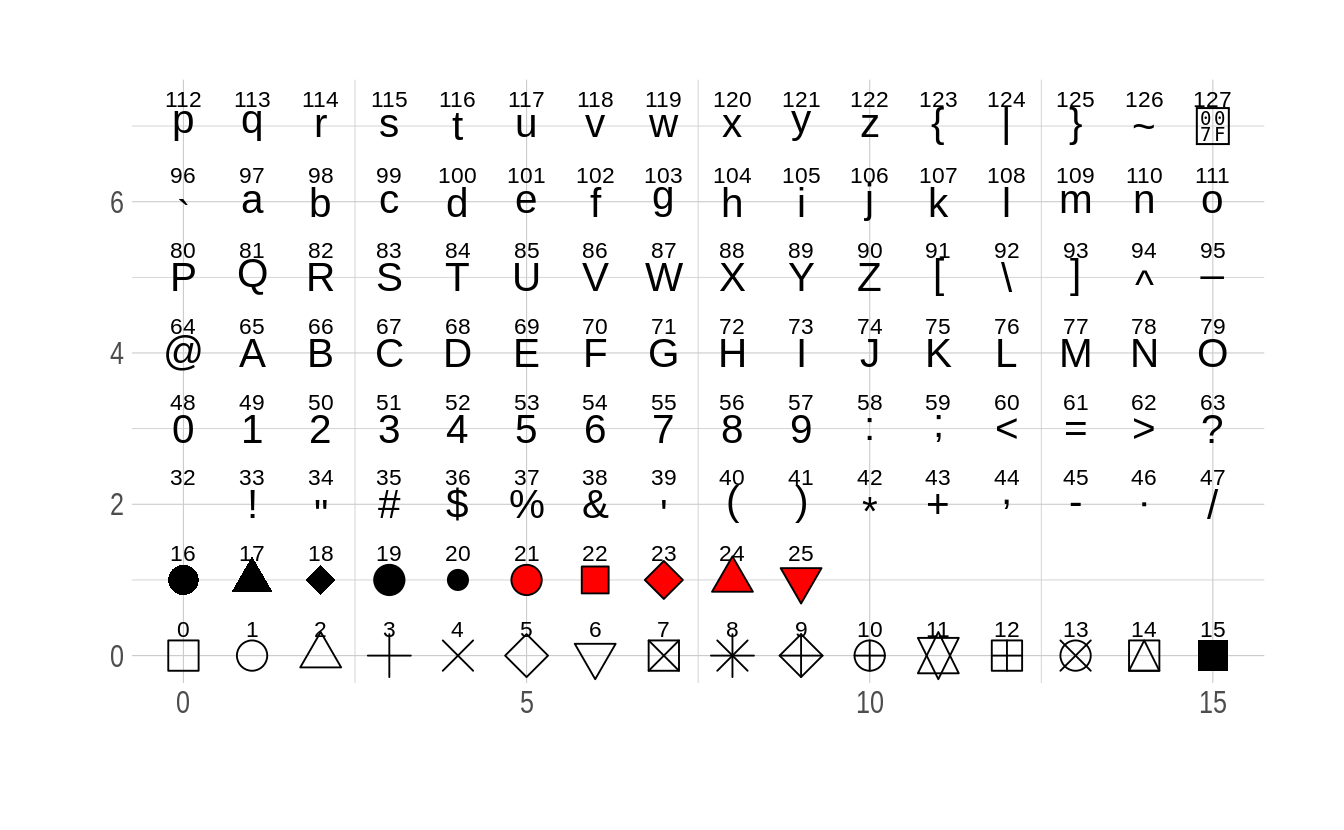 112 113 114 115 116 117 118 119 120 121 122 123 124 125 126 127
p q r s t u v w x y z { | } ~ 007F
96 97 98 99 100 101 102 103 104 105 106 107 108 109 110 111
6 ` a b c d e f g h i j k l m n o
80 81 82 83 84 85 86 87 88 89 90 91 92 93 94 95
P Q R S T U V W X Y Z [ \ ] ^ _
64 65 66 67 68 69 70 71 72 73 74 75 76 77 78 79
4 @ A B C D E F G H I J K L M N O
48 49 50 51 52 53 54 55 56 57 58 59 60 61 62 63
0 1 2 3 4 5 6 7 8 9 : ; < = > ?
32 33 34 35 36 37 38 39 40 41 42 43 44 45 46 47
2 ! " # $ % & ' ( ) * + , - . /
16 17 18 19 20 21 22 23 24 25
0 1 2 3 4 5 6 7 8 9 10 11 12 13 14 15
0
0 5 10 15